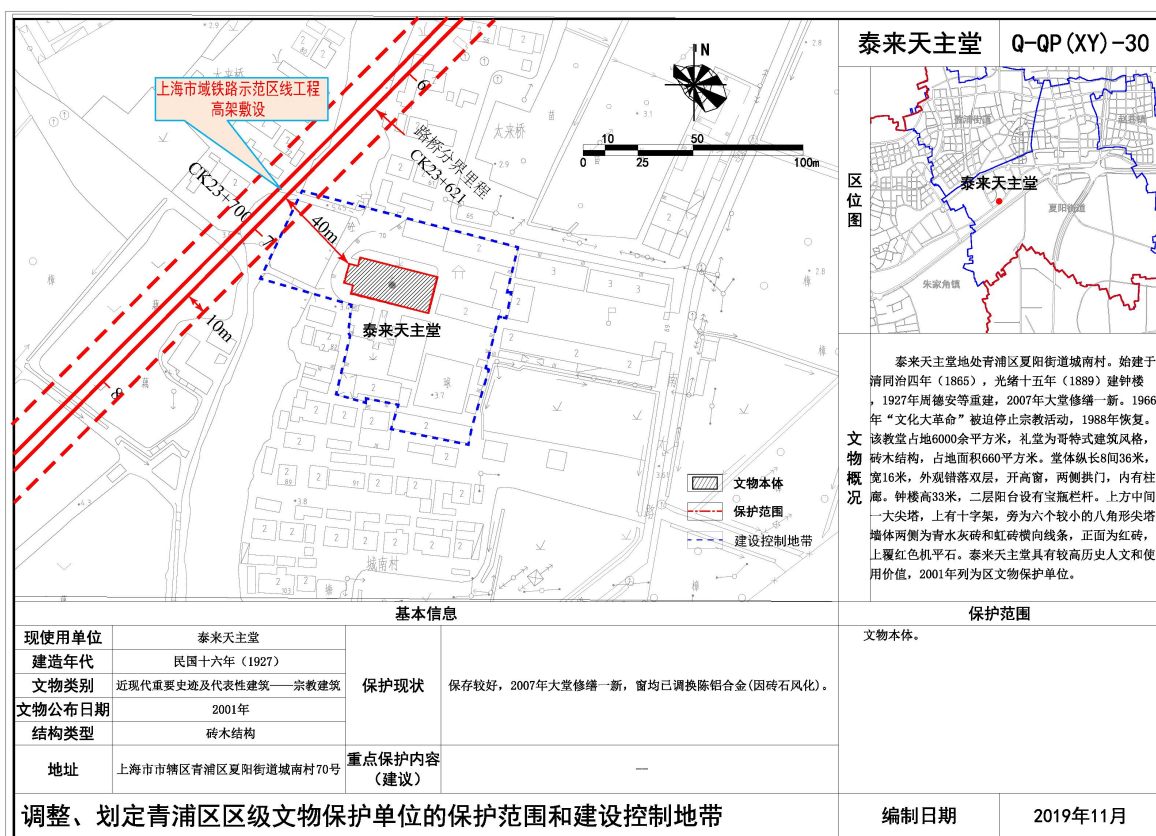 泰来天主堂
Q-QP(XY)-30
上海市域铁路示范区线工程
高架敷设
太来桥
太来桥
N
10
50
0
25
100m
路桥分界里程
CK23+621
CK23+700
40m
10m
6
7
8
泰来天主堂
城南村
文物本体
保护范围
建设控制地带
区位图
泰来天主堂
夏阳街道
朱家角镇
文物概况
泰来天主堂地处青浦区夏阳街道城南村。始建于
清同治四年（1865），光绪十五年（1889）建钟楼
，1927年周德安等重建，2007年大堂修缮一新。1966
年“文化大革命”被迫停止宗教活动，1988年恢复。
该教堂占地6000余平方米，礼堂为哥特式建筑风格，
砖木结构，占地面积660平方米。堂体纵长8间36米，
宽16米，外观错落双层，开高窗，两侧拱门，内有柱
廊。钟楼高33米，二层阳台设有宝瓶栏杆。上方中间
一大尖塔，上有十字架，旁为六个较小的八角形尖塔
墙体两侧为青水灰砖和虹砖横向线条，正面为红砖，
上覆红色机平石。泰来天主堂具有较高历史人文和使
用价值，2001年列为区文物保护单位。
基本信息
保护范围
现使用单位
泰来天主堂
建造年代
民国十六年（1927）
文物类别
近现代重要史迹及代表性建筑——宗教建筑
文物公布日期
2001年
结构类型
砖木结构
地址
上海市市辖区青浦区夏阳街道城南村70号
保护现状
保存较好，2007年大堂修缮一新，窗均已调换陈铝合金(因砖石风化)。
重点保护内容
（建议）
—
文物本体。
调整、划定青浦区区级文物保护单位的保护范围和建设控制地带
编制日期
2019年11月